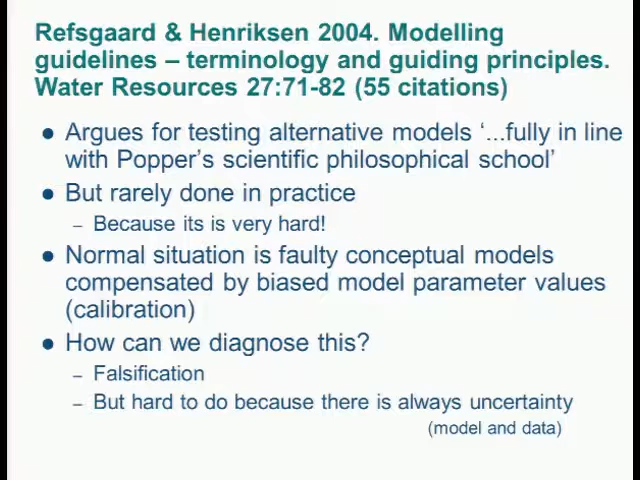 Refsgaard & Henriksen 2004. Modelling
guidelines – terminology and guiding principles.
Water Resources 27:71-82 (55 citations)
● Argues for testing alternative models ‘...fully in line
with Popper’s scientific philosophical school’
● But rarely done in practice
– Because its is very hard!
● Normal situation is faulty conceptual models
compensated by biased model parameter values
(calibration)
● How can we diagnose this?
– Falsification
– But hard to do because there is always uncertainty
(model and data)